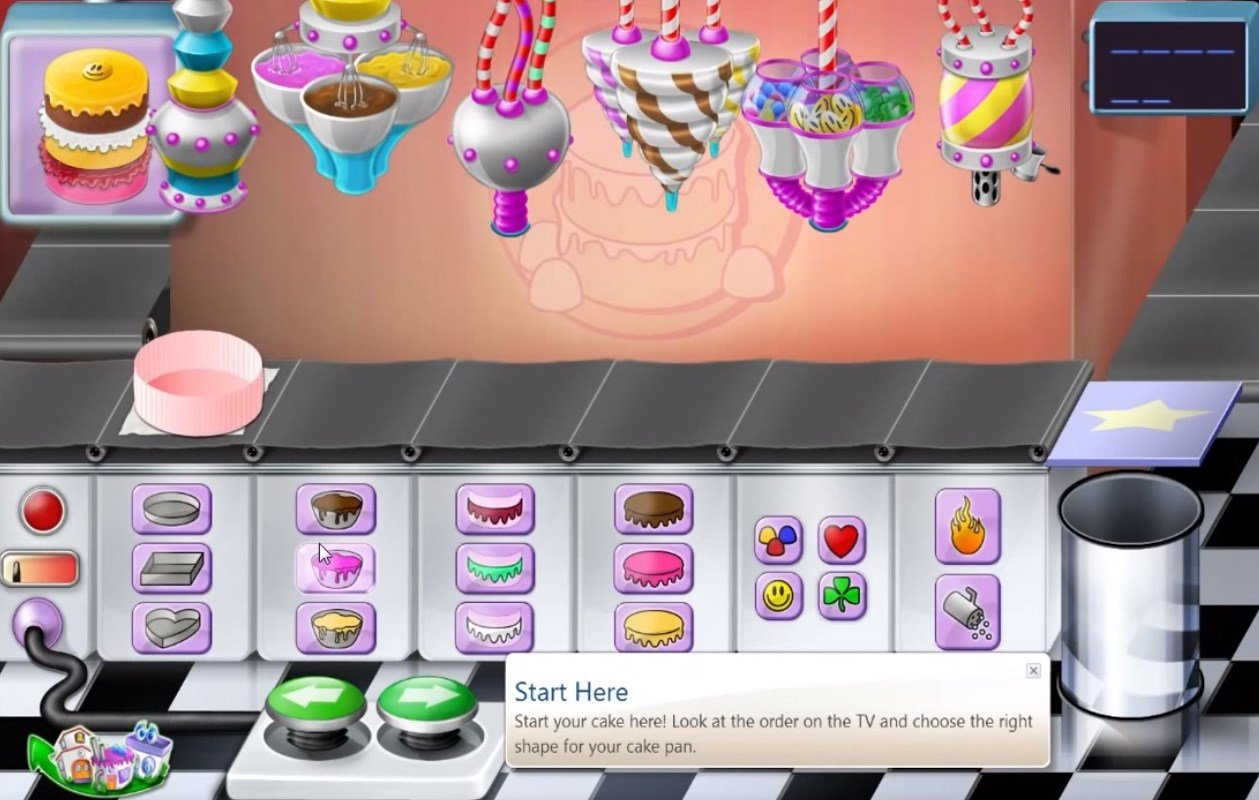 Start Here
Start your cake here! Look at the order on the TV and choose the right
shape for your cake pan.